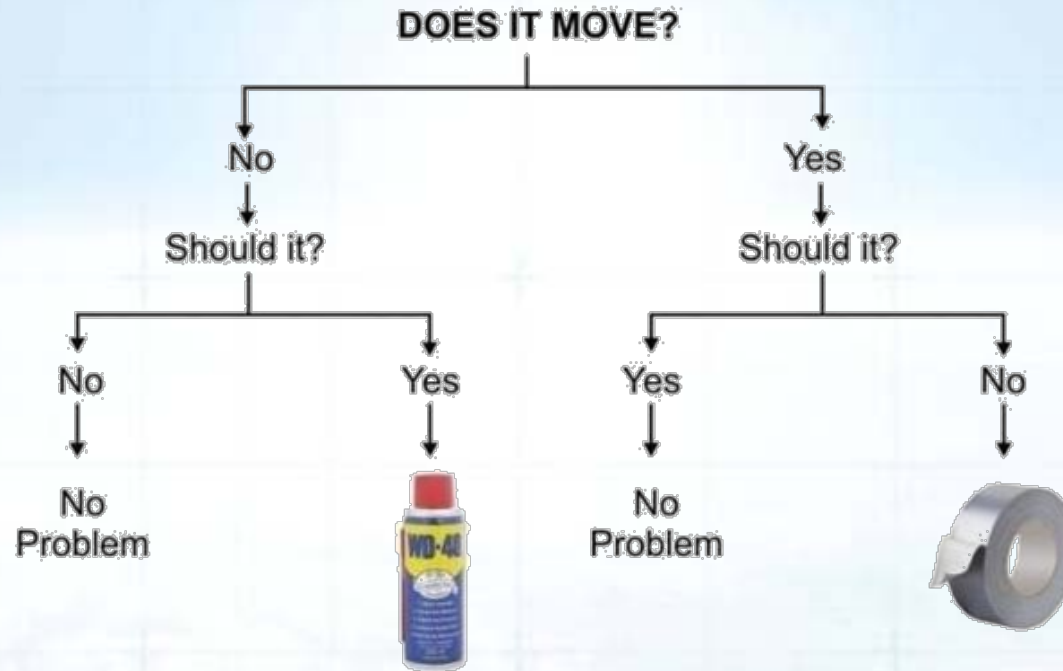 DOES IT MOVE?
No
Yes
Should it?
Should it?
No
Yes
Yes
No
No
Problem
WD-40
No
Problem